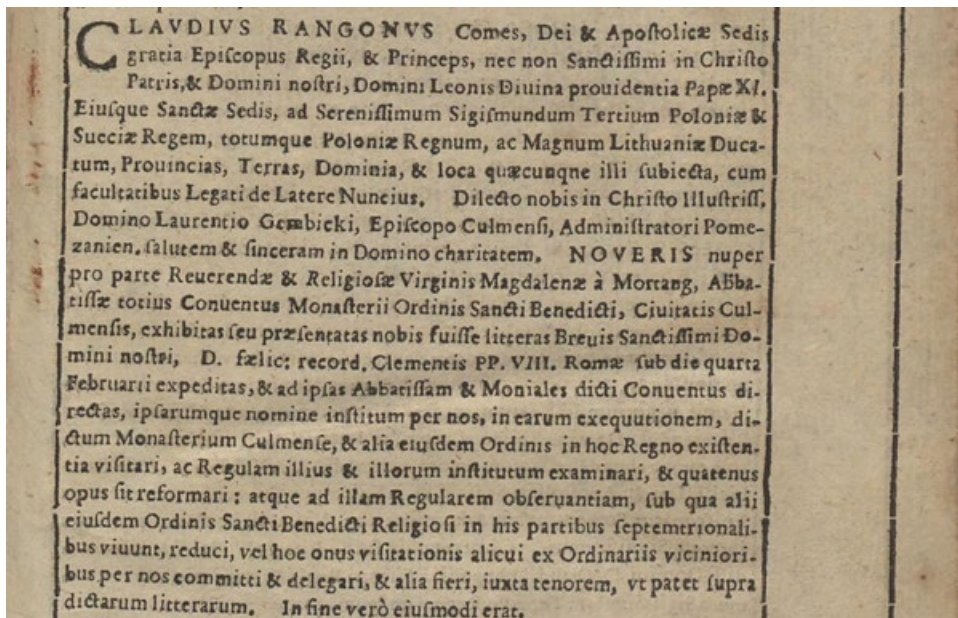 CLAVDIVS RANGONVS Comes, Dei & Apoſtolicæ Sedis
gratia Epiſcopus Regii, & Princeps, nec non Sanctiſſimi in Chriſto
Patris,& Domini noſtri, Domini Leonis Diuina prouidentia Papæ XI.
Eiuſque Sanctæ Sedis, ad Sereniſſimum Sigiſmundum Tertium Poloniæ &
Sueciæ Regem, totumque Poloniæ Regnum, ac Magnum Lithuaniæ Duca-
tum, Prouincias, Terras, Dominia, & loca quæcunqne illi ſubiecta, cum
facultatibus Legati de Latere Nuncius. Dilecto nobis in Chriſto Illuſtriſſ.
Domino Laurentio Gembicki, Epiſcopo Culmenſi, Adminiſtratori Pome-
zanien. ſalutem & ſinceram in Domino charitatem. NOVERIS nuper
pro parte Reuerendæ & Religioſæ Virginis Magdalenæ à Mortang, Abba-
tiſſæ totius Conuentus Monaſterii Ordinis Sancti Benedicti, Ciuitatis Cul-
menſis, exhibitas ſeu præſentatas nobis fuiſſe litteras Breuis Sanctiſſimi Do-
mini noſtri, D. fælic: record. Clementis PP. VIII. Romæ ſub die quarta
Februarii expeditas, & ad ipſas Abbatiſſam & Moniales dicti Conuentus di-
rectas, ipſarumque nomine inſtitum per nos, in earum exequutionem, di-
ctum Monaſterium Culmenſe, & alia eiuſdem Ordinis in hoc Regno exiſten-
tia viſitari, ac Regulam illius & illorum inſtitutum examinari, & quatenus
opus ſit reformari : atque ad illam Regularem obſeruantiam, ſub qua alii
eiuſdem Ordinis Sancti Benedicti Religioſi in his partibus ſeptemtrionali-
bus viuunt, reduci, vel hoc onus viſitationis alicui ex Ordinariis viciniori-
bus per nos committi & delegari, & alia fieri, iuxta tenorem, vt patet ſupra
dictarum litterarum. In fine verò eiuſmodi erat.